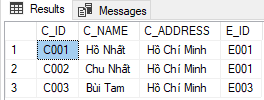 Results Messages
C_ID C_NAME C_ADDRESS E_ID
1 C001 Hồ Nhất Hồ Chí Minh E001
2 C002 Chu Nhất Hồ Chí Minh E001
3 C003 Bùi Tam Hồ Chí Minh E003